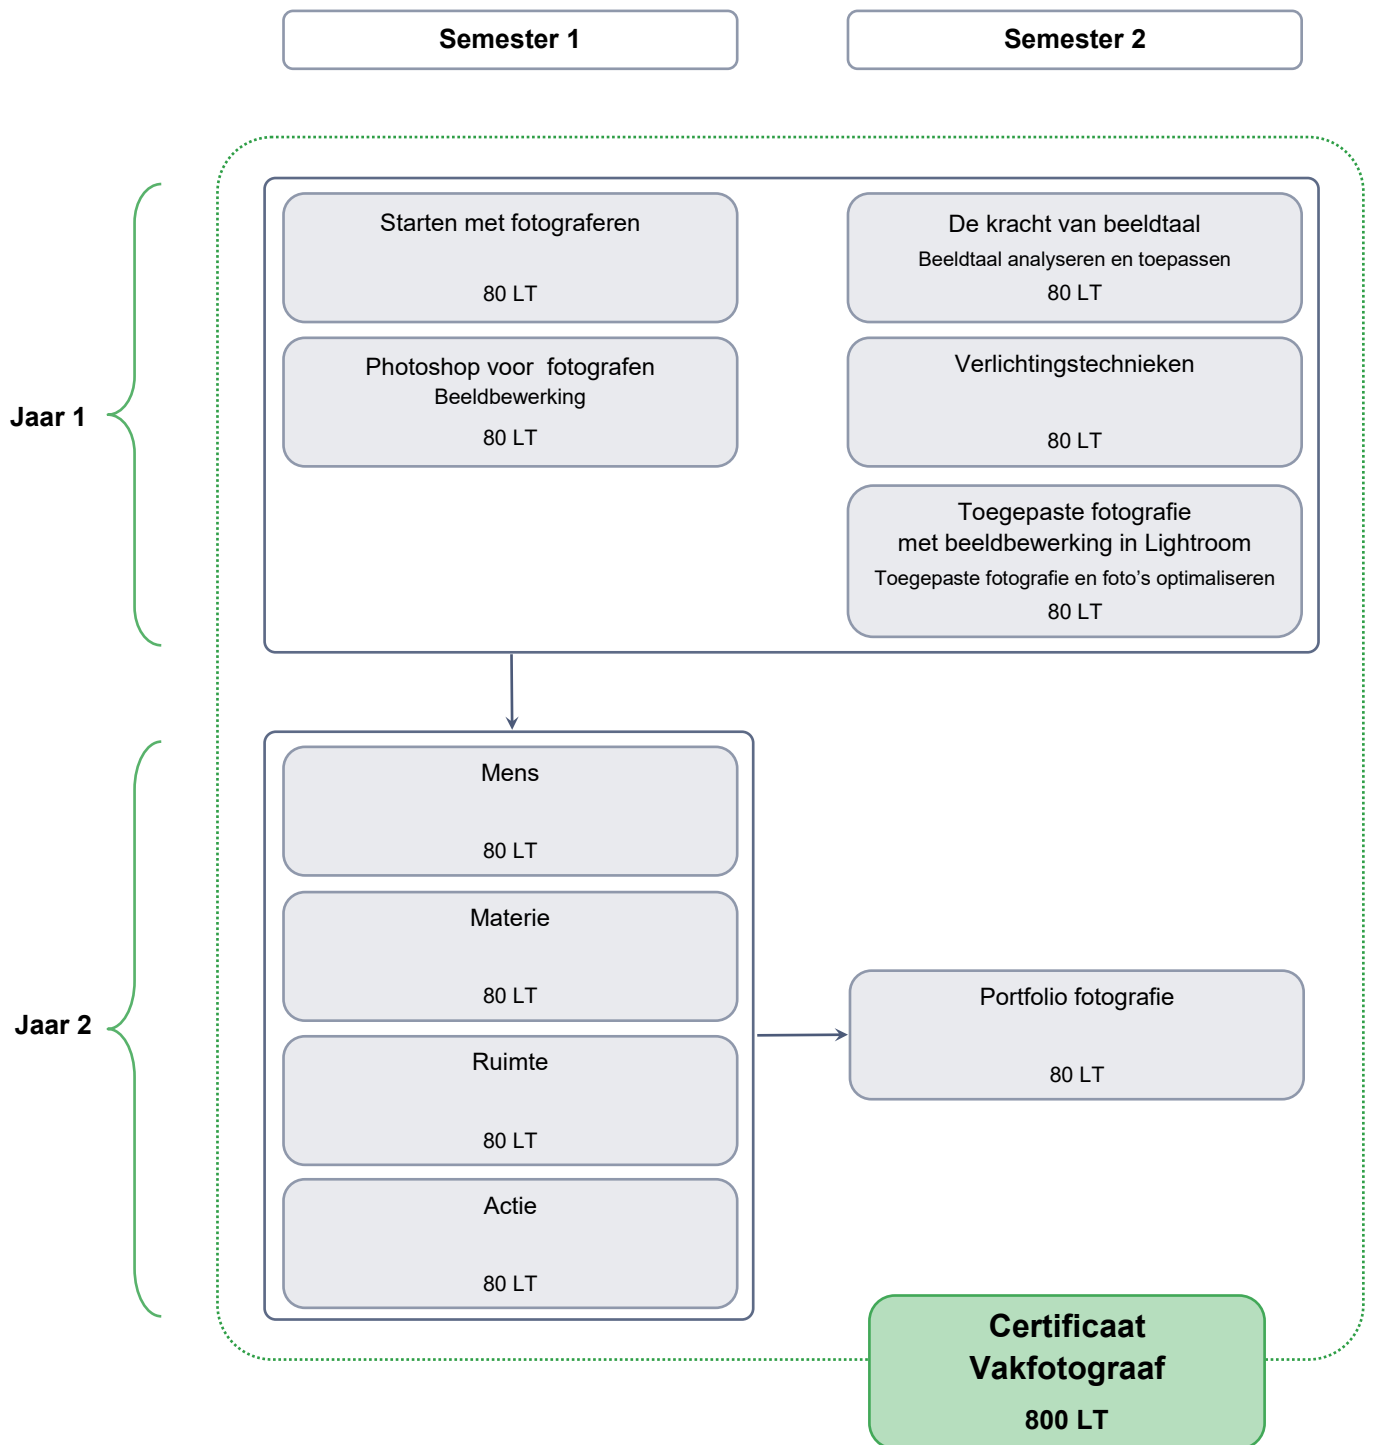 Semester 1
Semester 2
Jaar 1
Starten met fotograferen
80 LT
De kracht van beeldtaal
Beeldtaal analyseren en toepassen
80 LT
Photoshop voor  fotografen
Beeldbewerking
80 LT
Verlichtingstechnieken
80 LT
Toegepaste fotografie
met beeldbewerking in Lightroom
Toegepaste fotografie en foto’s optimaliseren
80 LT
Jaar 2
Mens
80 LT
Materie
80 LT
Ruimte
80 LT
Actie
80 LT
Portfolio fotografie
80 LT
Certificaat
Vakfotograaf
800 LT